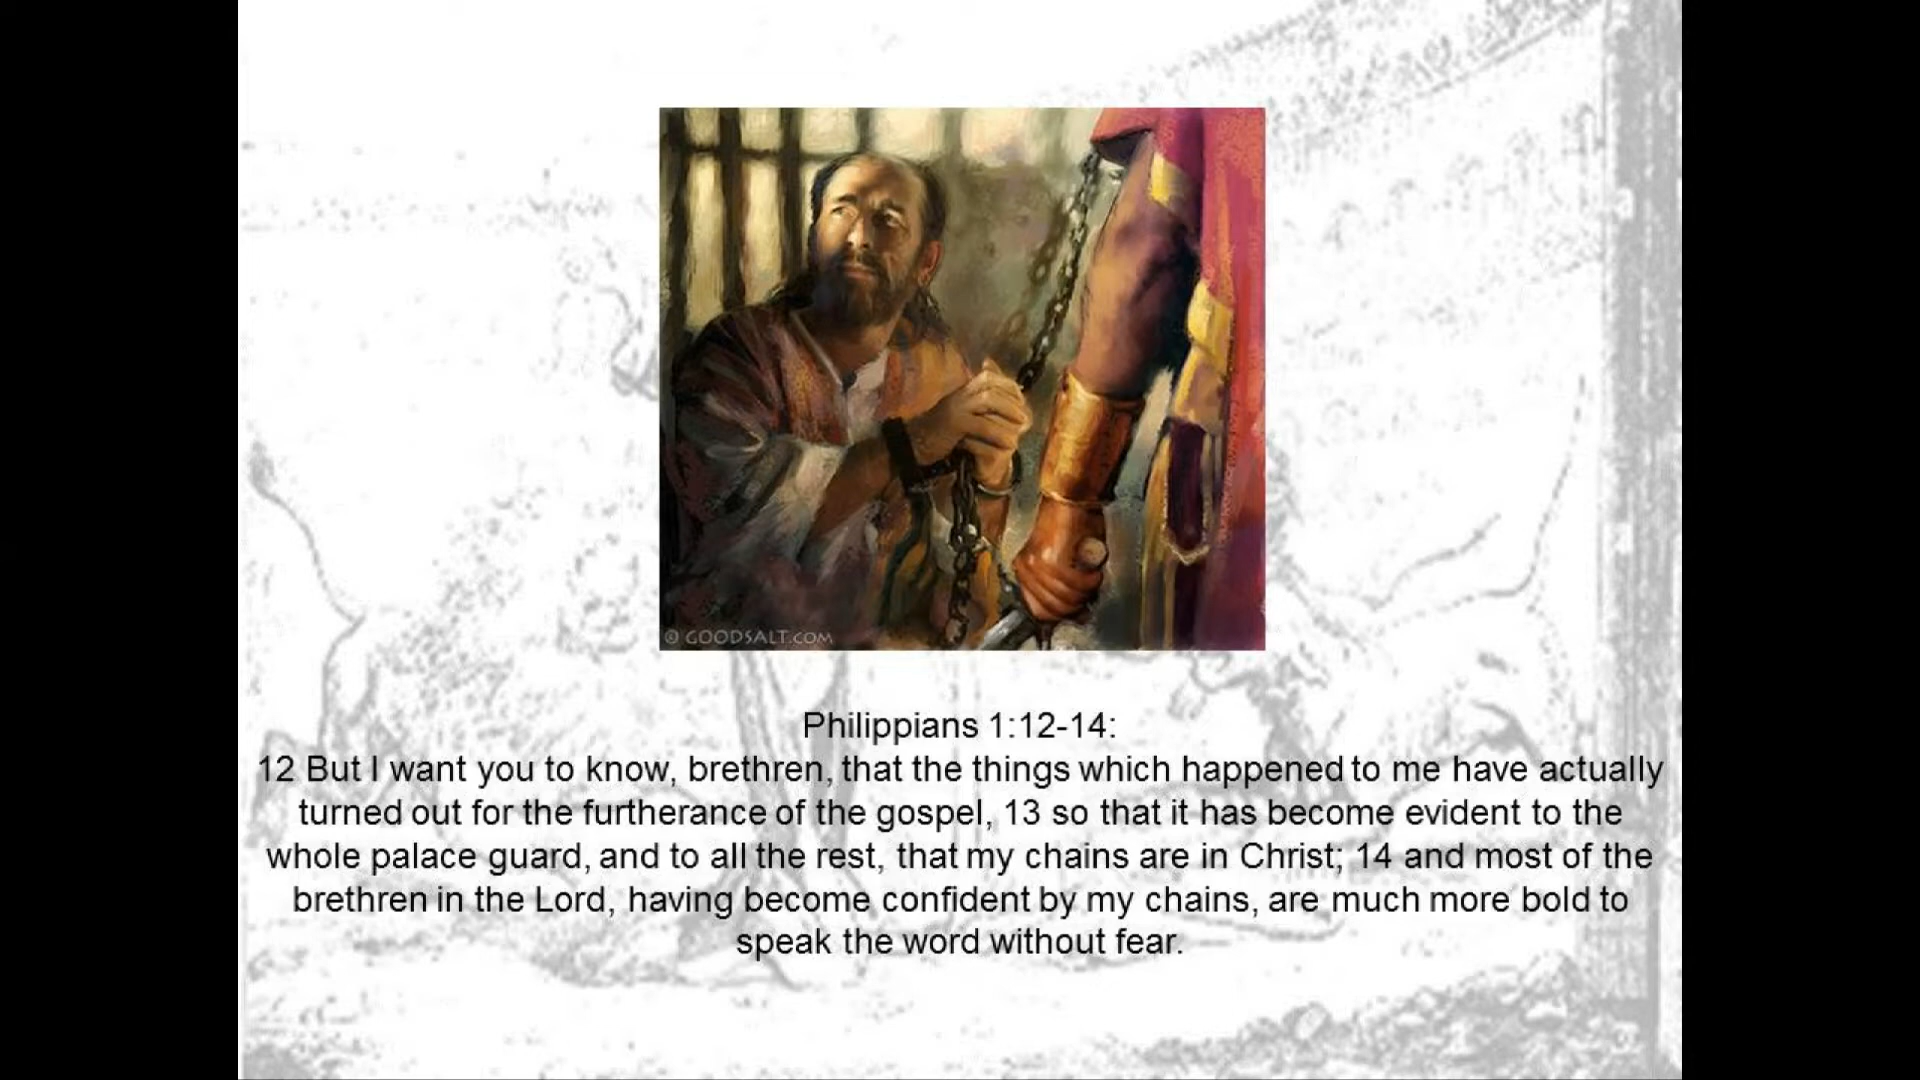 © GOODSALT.COM
Philippians 1:12-14:
12 But I want you to know, brethren, that the things which happened to me have actually
turned out for the furtherance of the gospel, 13 so that it has become evident to the
whole palace guard, and to all the rest, that my chains are in Christ; 14 and most of the
brethren in the Lord, having become confident by my chains, are much more bold to
speak the word without fear.